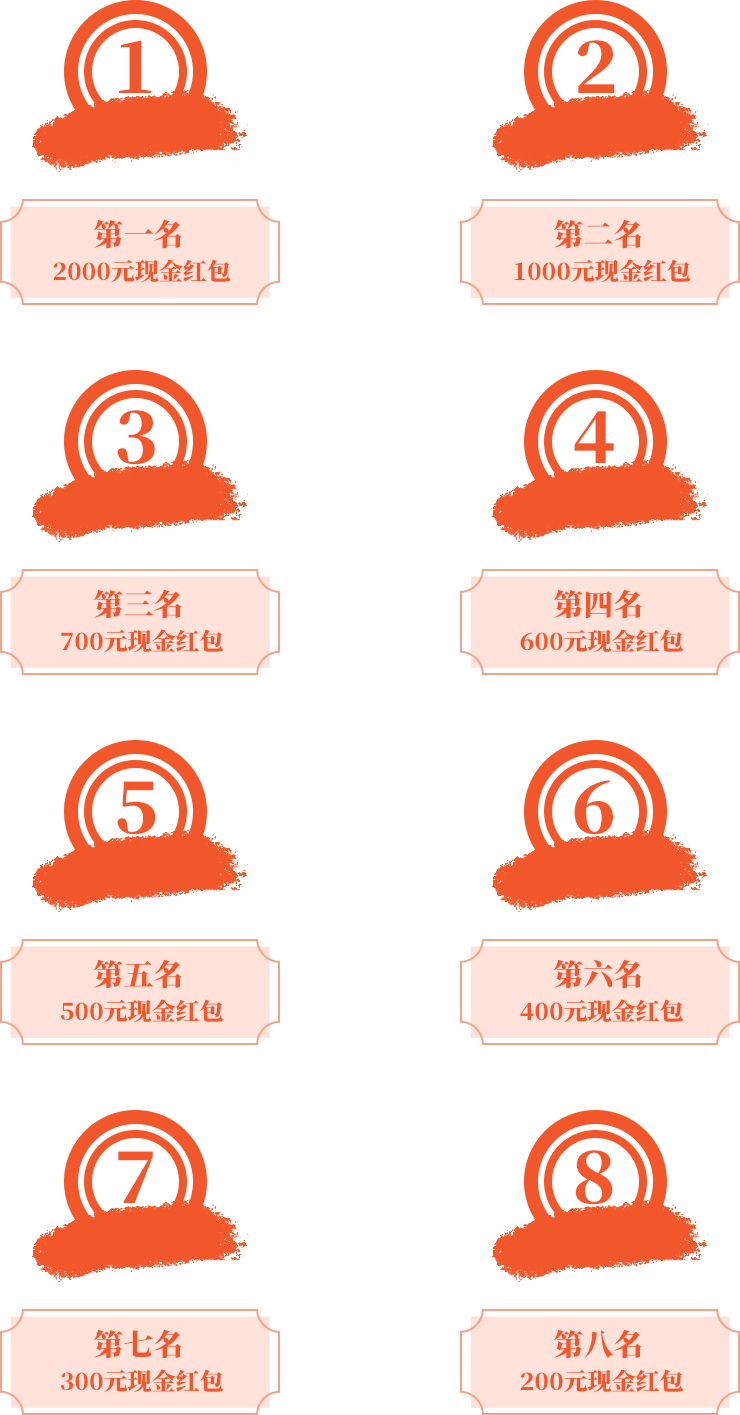 1
第一名
2000元现金红包
2
第二名
1000元现金红包
3
第三名
700元现金红包
4
第四名
600元现金红包
5
第五名
500元现金红包
6
第六名
400元现金红包
7
第七名
300元现金红包
8
第八名
200元现金红包